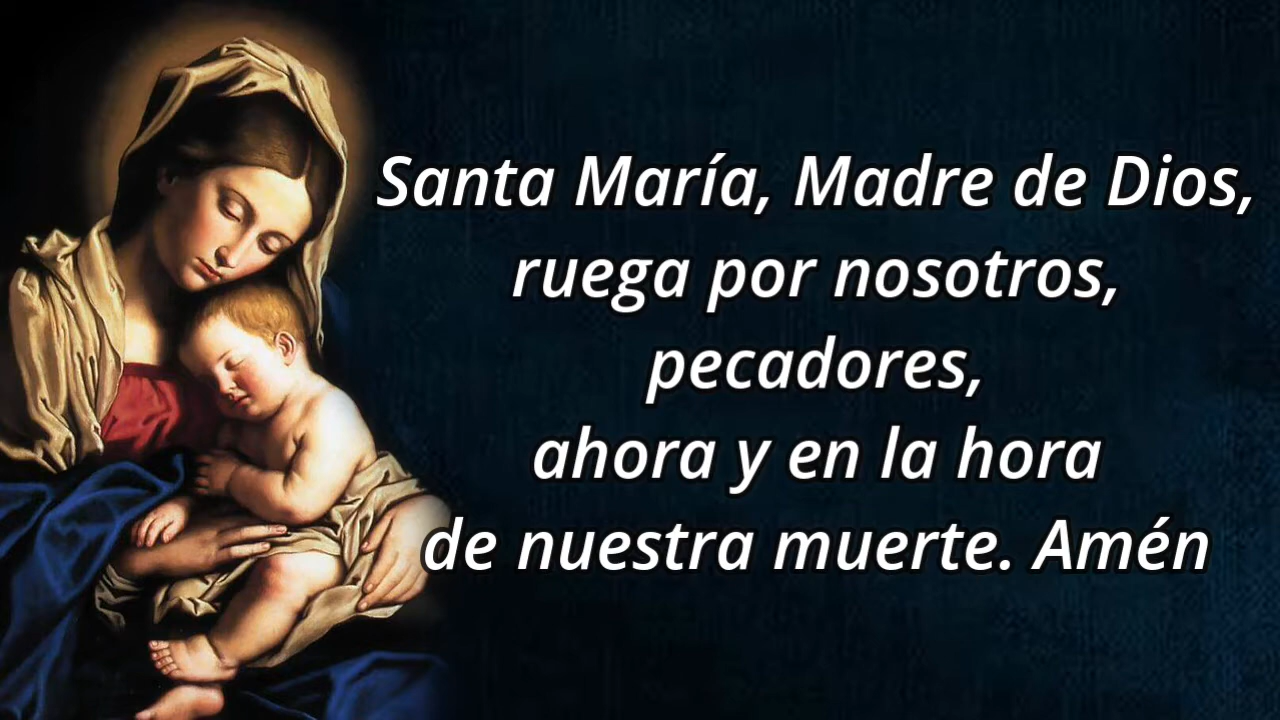 Santa María, Madre de Dios,
ruega por nosotros,
pecadores,
ahora y en la hora
de nuestra muerte. Amén